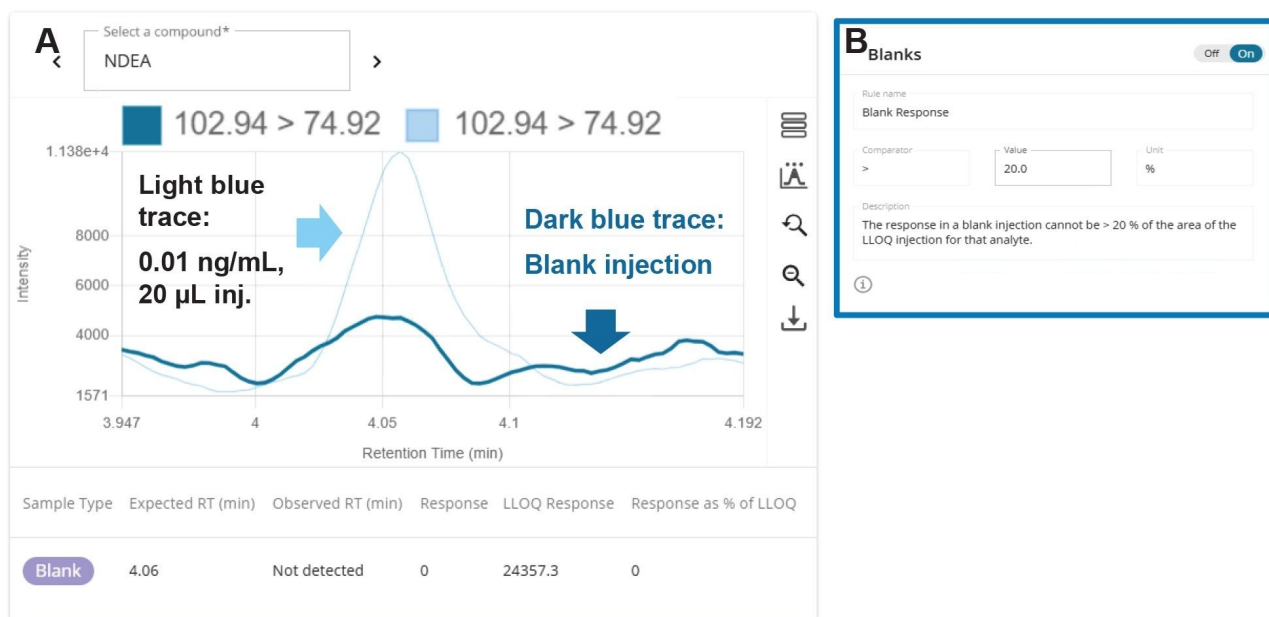 A
Select a compound*
NDEA
102.94 > 74.92 102.94 > 74.92
1.138e+4
8000
6000
4000
1571
Intensity
Light blue
trace:
0.01 ng/mL,
20 µL inj.
Dark blue trace:
Blank injection
3.947 4 4.05 4.1 4.192
Retention Time (min)
Sample Type Expected RT (min) Observed RT (min) Response LLOQ Response Response as % of LLOQ
Blank 4.06 Not detected 0 24357.3 0
B
Blanks
Off On
Rule name
Blank Response
Comparator Value Unit
> 20.0 %
Description
The response in a blank injection cannot be > 20 % of the area of the
LLOQ injection for that analyte.